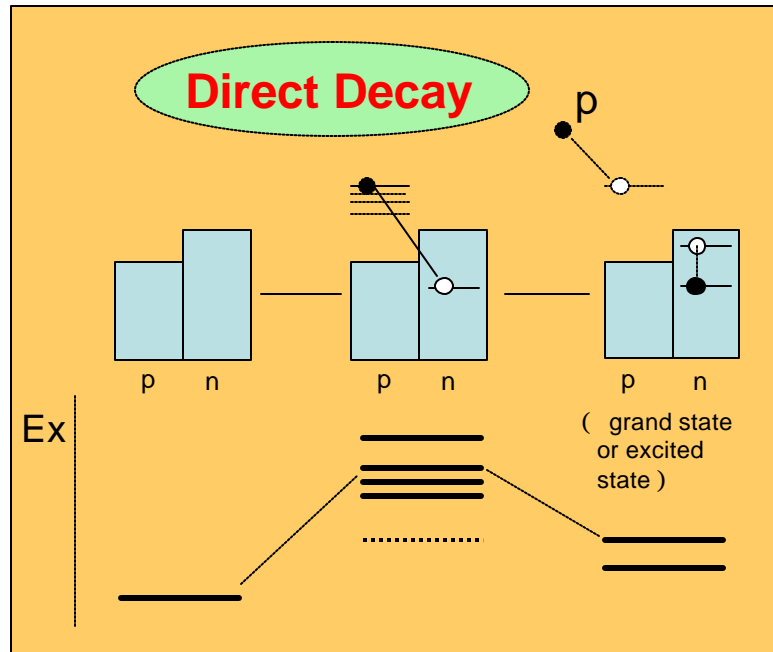 Direct Decay
p
p n
p n
p n
Ex
( grand state
or excited
state )